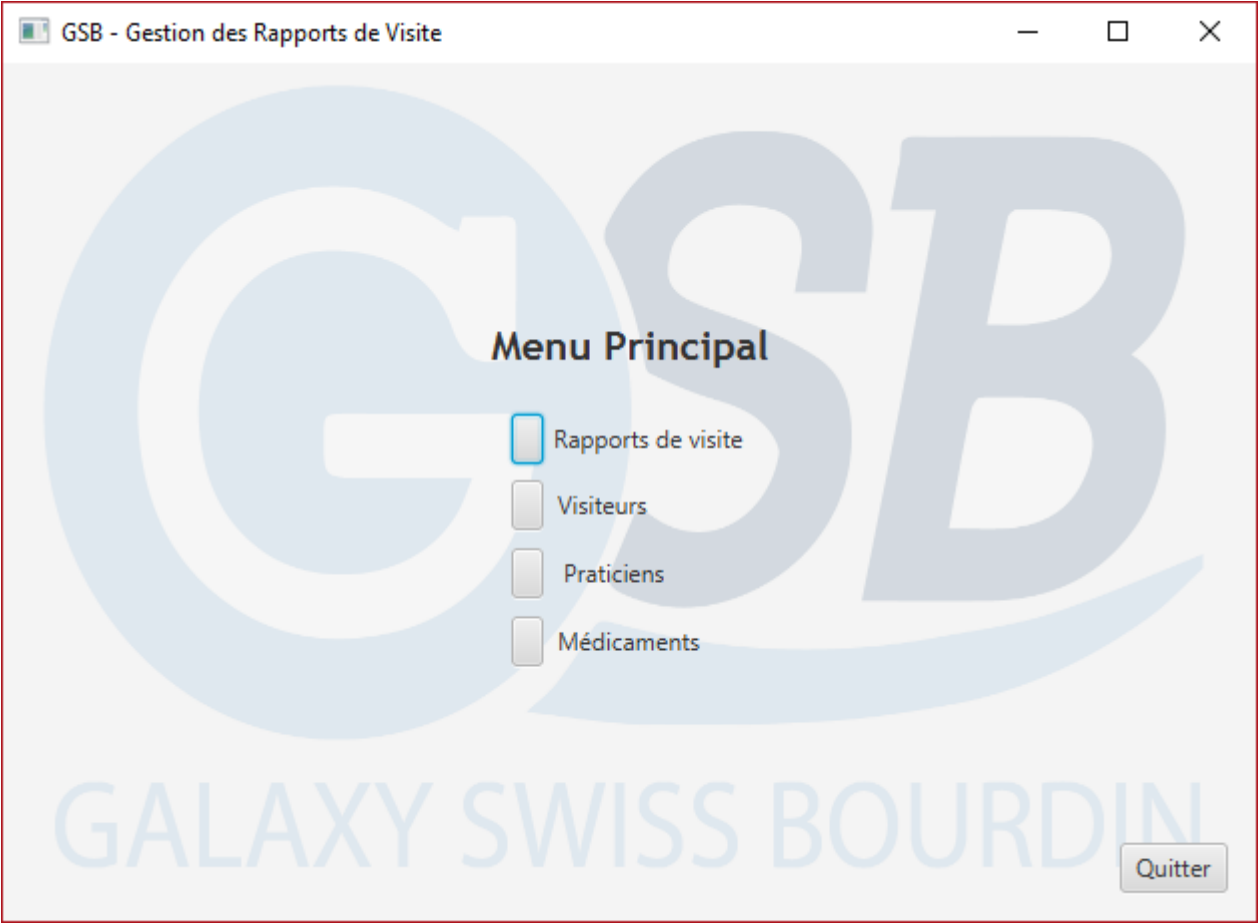 GSB - Gestion des Rapports de Visite
GSB
Menu Principal
Rapports de visite
Visiteurs
Praticiens
Médicaments
GALAXY SWISS BOURDIN
Quitter